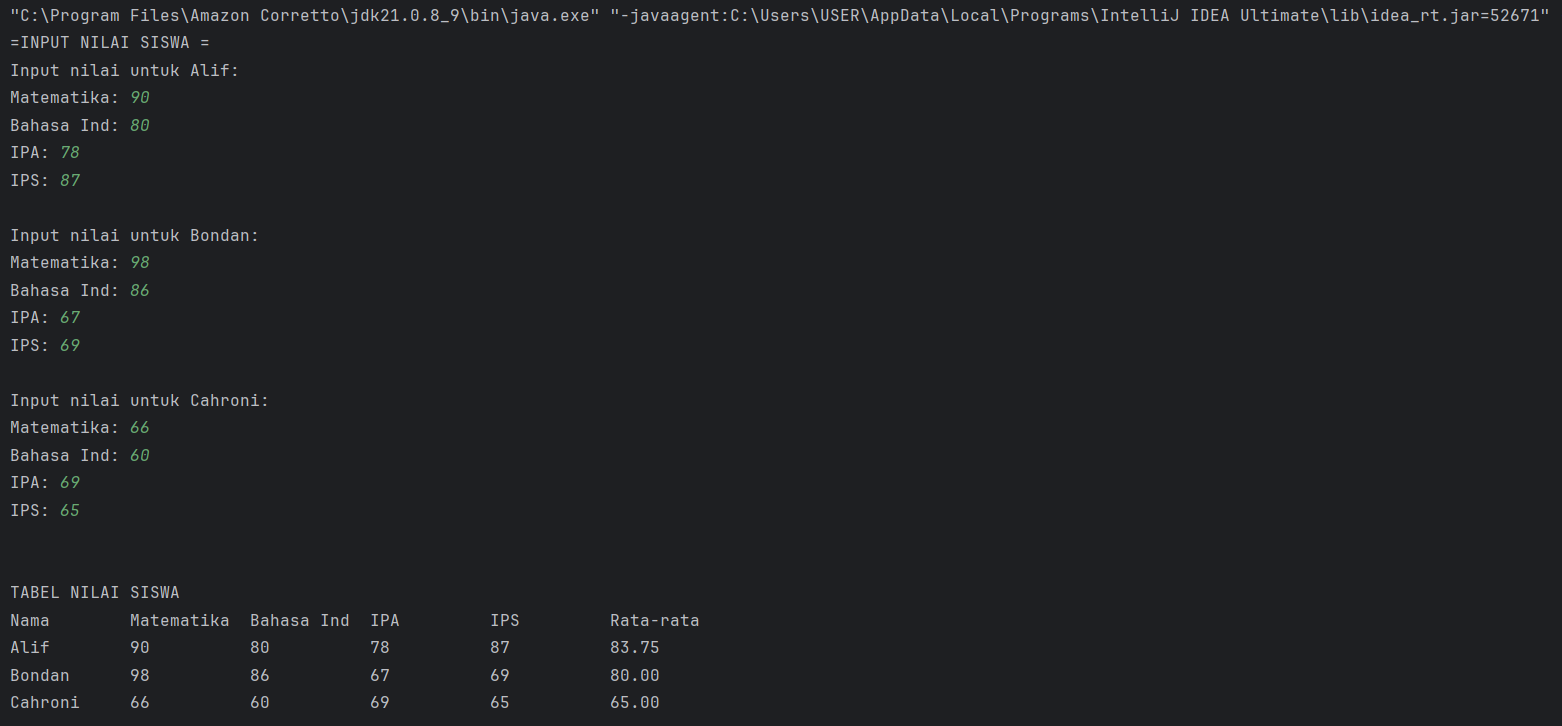 "C:\Program Files\Amazon Corretto\jdk21.0.8_9\bin\java.exe" "-javaagent:C:\Users\USER\AppData\Local\Programs\IntelliJ IDEA Ultimate\lib\idea_rt.jar=52671"
=INPUT NILAI SISWA =
Input nilai untuk Alif:
Matematika: 90
Bahasa Ind: 80
IPA: 78
IPS: 87
Input nilai untuk Bondan:
Matematika: 98
Bahasa Ind: 86
IPA: 67
IPS: 69
Input nilai untuk Cahroni:
Matematika: 66
Bahasa Ind: 60
IPA: 69
IPS: 65
TABEL NILAI SISWA
Nama        Matematika  Bahasa Ind  IPA         IPS         Rata-rata
Alif        90          80          78          87          83.75
Bondan      98          86          67          69          80.00
Cahroni     66          60          69          65          65.00